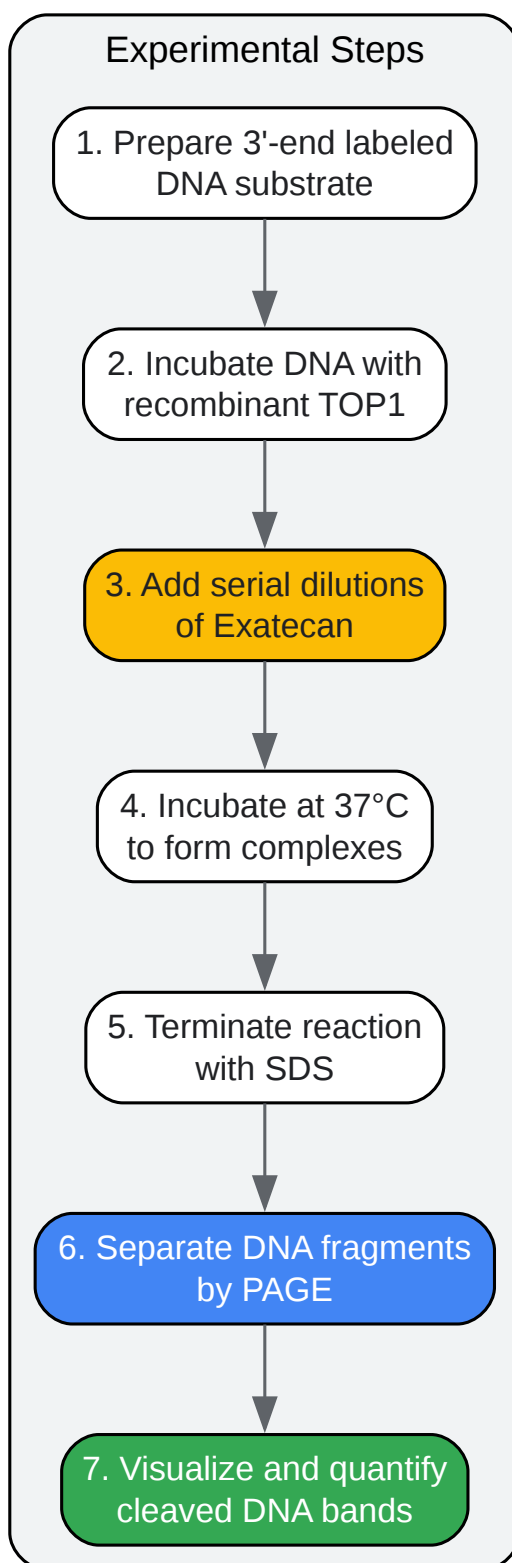 Experimental Steps
1. Prepare 3'-end labeled
DNA substrate
2. Incubate DNA with
recombinant TOP1
3. Add serial dilutions
of Exatecan
4. Incubate at 37°C
to form complexes
5. Terminate reaction
with SDS
6. Separate DNA fragments
by PAGE
7. Visualize and quantify
cleaved DNA bands